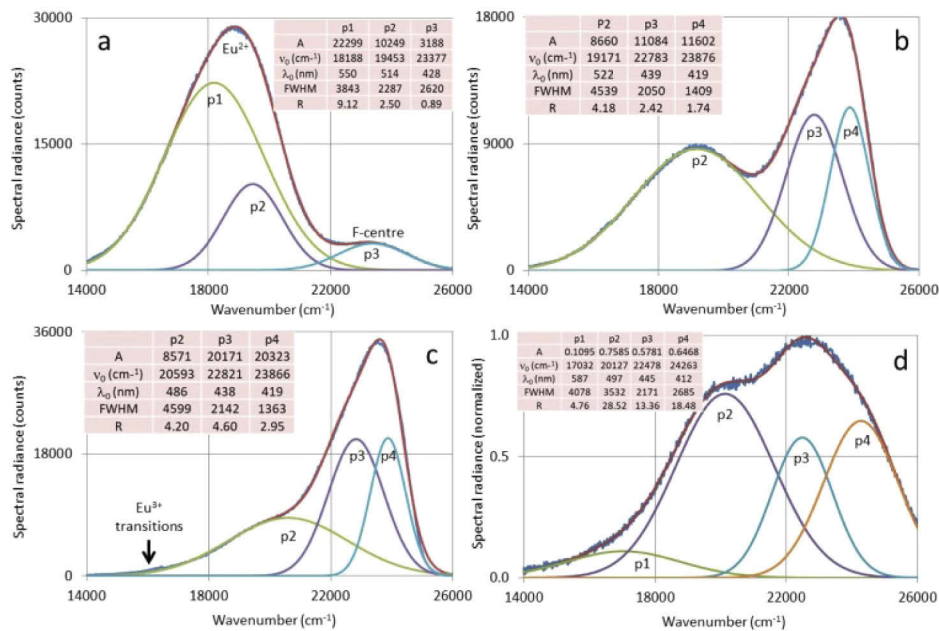 a
30000
15000
0
Spectral radiance (counts)
Eu2+
p1 p2 p3
A 22299 10249 3188
ν0 (cm-1) 18188 19453 23377
λ0 (nm) 550 514 428
FWHM 3843 2287 2620
R 9.12 2.50 0.89
p1
p2
F-centre
p3
14000 18000 22000 26000
Wavenumber (cm-1)
b
18000
9000
0
Spectral radiance (counts)
P2 p3 p4
A 8660 11084 11602
ν0 (cm-1) 19171 22783 23876
λ0 (nm) 522 439 419
FWHM 4539 2050 1409
R 4.18 2.42 1.74
p2
p3
p4
14000 18000 22000 26000
Wavenumber (cm-1)
c
36000
18000
0
Spectral radiance (counts)
p2 p3 p4
A 8571 20171 20323
ν0 (cm-1) 20593 22821 23866
λ0 (nm) 486 438 419
FWHM 4599 2142 1363
R 4.20 4.60 2.95
Eu3+
transitions
p2
p3
p4
14000 18000 22000 26000
Wavenumber (cm-1)
d
1.0
0.5
0.0
Spectral radiance (normalized)
p1 p2 p3 p4
A 0.1095 0.7585 0.5781 0.6468
ν0 (cm-1) 17032 20127 22478 24263
λ0 (nm) 587 497 445 412
FWHM 4078 3532 2171 2685
R 4.76 28.52 13.36 18.48
p1
p2
p3
p4
14000 18000 22000 26000
Wavenumber (cm-1)